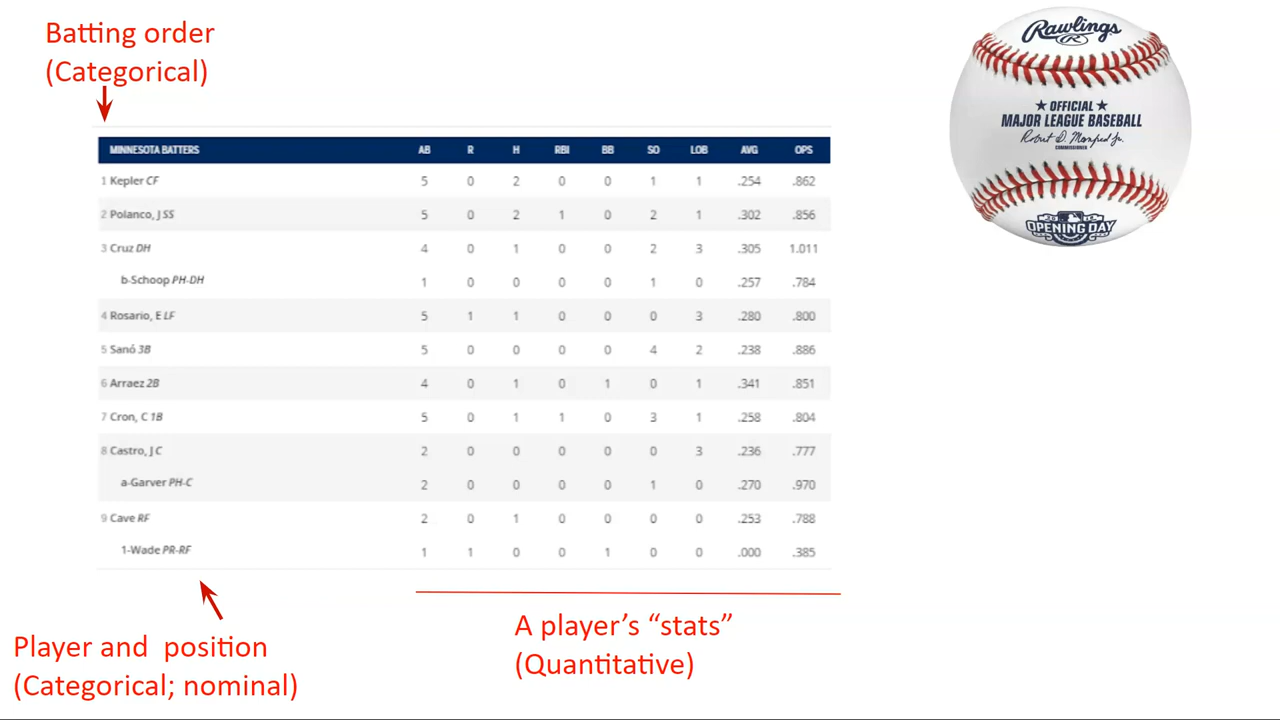 Batting order
(Categorical)
Rawlings
R
★ OFFICIAL ★
MAJOR LEAGUE BASEBALL
Robert D. Manfred Jr.
COMMISSIONER
OPENING DAY
MINNESOTA BATTERS AB R H RBI BB SO LOB AVG OPS
1 Kepler CF 5 0 2 0 0 1 1 .254 .862
2 Polanco, J SS 5 0 2 1 0 2 1 .302 .856
3 Cruz DH 4 0 1 0 0 2 3 .305 1.011
b-Schoop PH-DH 1 0 0 0 0 1 0 .257 .784
4 Rosario, E LF 5 1 1 0 0 0 3 .280 .800
5 Sanó 3B 5 0 0 0 0 4 2 .238 .886
6 Arraez 2B 4 0 1 0 1 0 1 .341 .851
7 Cron, C 1B 5 0 1 1 0 3 1 .258 .804
8 Castro, J C 2 0 0 0 0 0 3 .236 .777
a-Garver PH-C 2 0 0 0 0 1 0 .270 .970
9 Cave RF 2 0 1 0 0 0 0 .253 .788
1-Wade PR-RF 1 1 0 0 1 0 0 .000 .385
Player and position
(Categorical; nominal)
A player’s “stats”
(Quantitative)